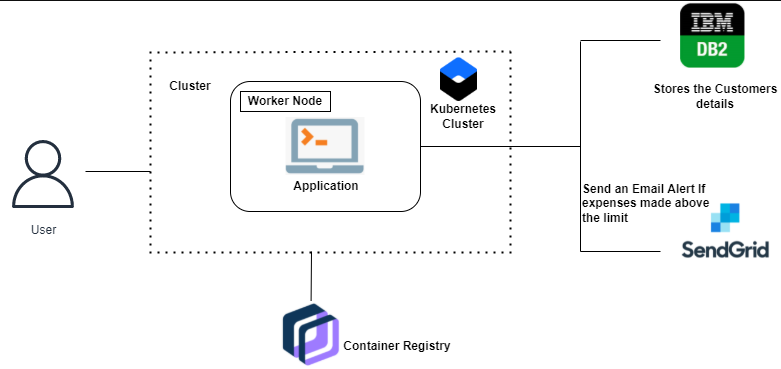 IBM
DB2
Stores the Customers
details
Cluster
Worker Node
Kubernetes
Cluster
Application
User
Send an Email Alert If
expenses made above
the limit
SendGrid
Container Registry